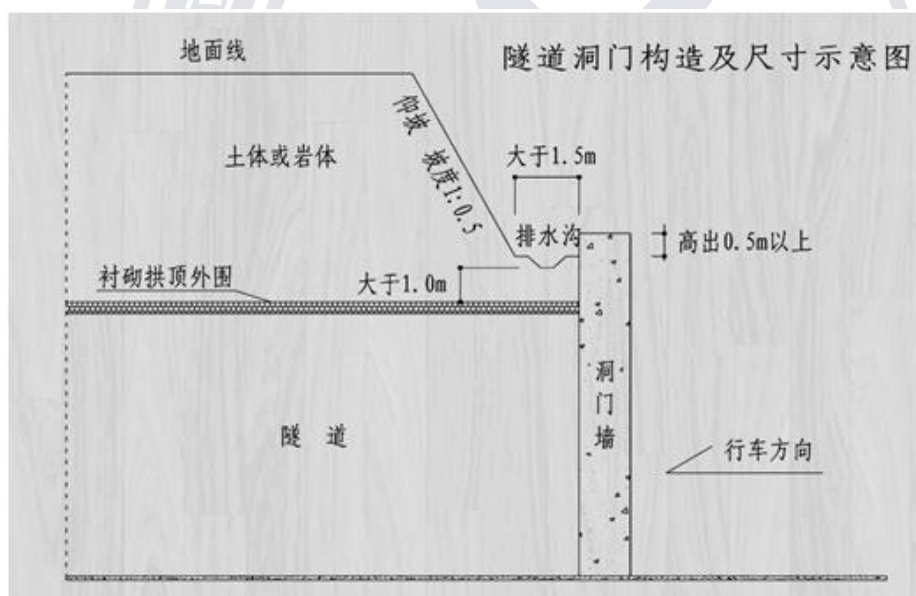 隧道洞门构造及尺寸示意图
地面线
仰坡 坡度1:0.5
土体或岩体
大于1.5m
排水沟
高出0.5m以上
衬砌拱顶外围
大于1.0m
洞门墙
隧道
行车方向